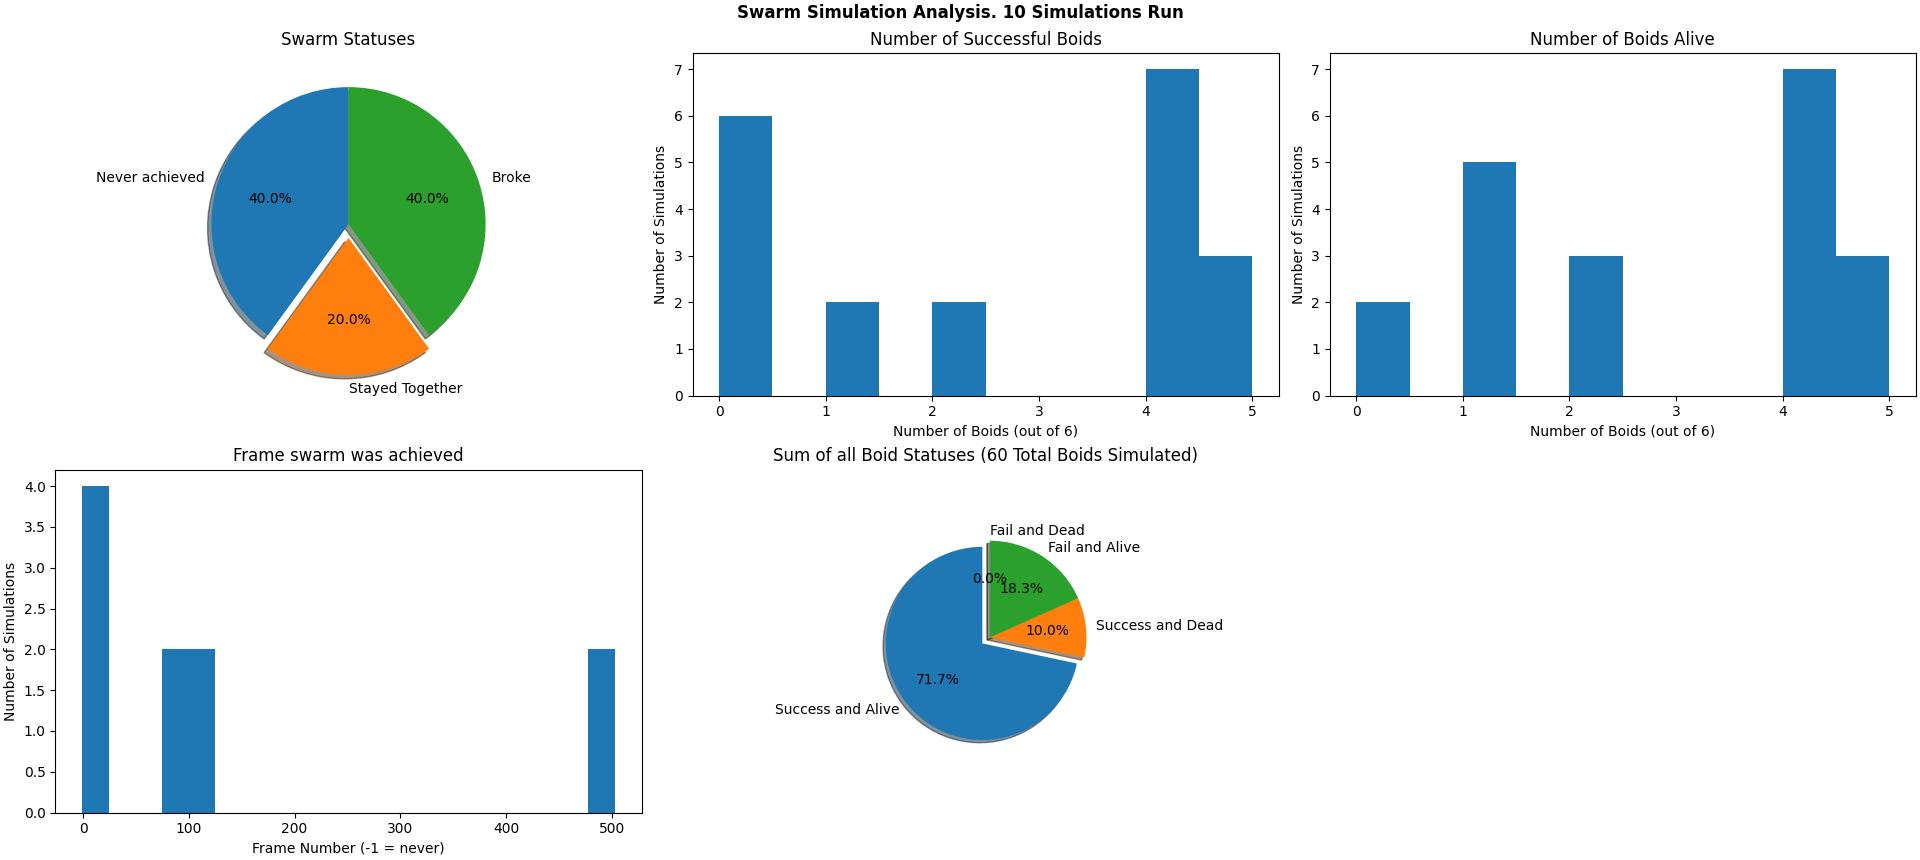 Swarm Simulation Analysis. 10 Simulations Run
Swarm Statuses
Never achieved
40.0%
40.0%
Broke
20.0%
Stayed Together
Number of Successful Boids
Number of Simulations
7
6
5
4
3
2
1
0
0 1 2 3 4 5
Number of Boids (out of 6)
Number of Boids Alive
Number of Simulations
7
6
5
4
3
2
1
0
0 1 2 3 4 5
Number of Boids (out of 6)
Frame swarm was achieved
Number of Simulations
4.0
3.5
3.0
2.5
2.0
1.5
1.0
0.5
0.0
0 100 200 300 400 500
Frame Number (-1 = never)
Sum of all Boid Statuses (60 Total Boids Simulated)
Fail and Dead
Fail and Alive
0.0%
18.3%
Success and Dead
10.0%
71.7%
Success and Alive